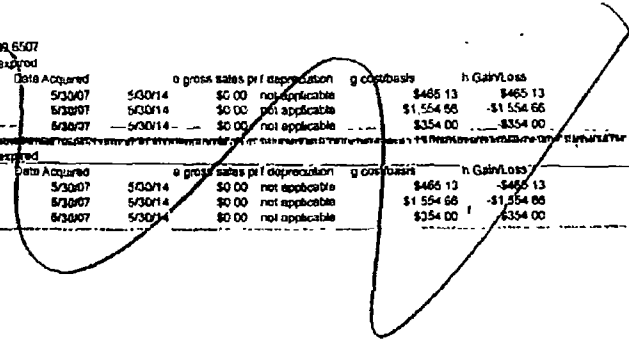 99,6507
expired
Date Acquired e gross sales pri f depreciation g cost/basis h Gain/Loss
5/30/07 5/30/14 $0 00 not applicable $465 13 $465 13
5/30/07 5/30/14 $0 00 not applicable $1,554 66 -$1 554 66
5/30/07 5/30/14 $0 00 not applicable $354 00 -$354 00
expired
Date Acquired e gross sales pri f depreciation g cost/basis h Gain/Loss
5/30/07 5/30/14 $0 00 not applicable $465 13 -$465 13
5/30/07 5/30/14 $0 00 not applicable $1 554 66 -$1,554 66
5/30/07 5/30/14 $0 00 not applicable $354 00 $354 00